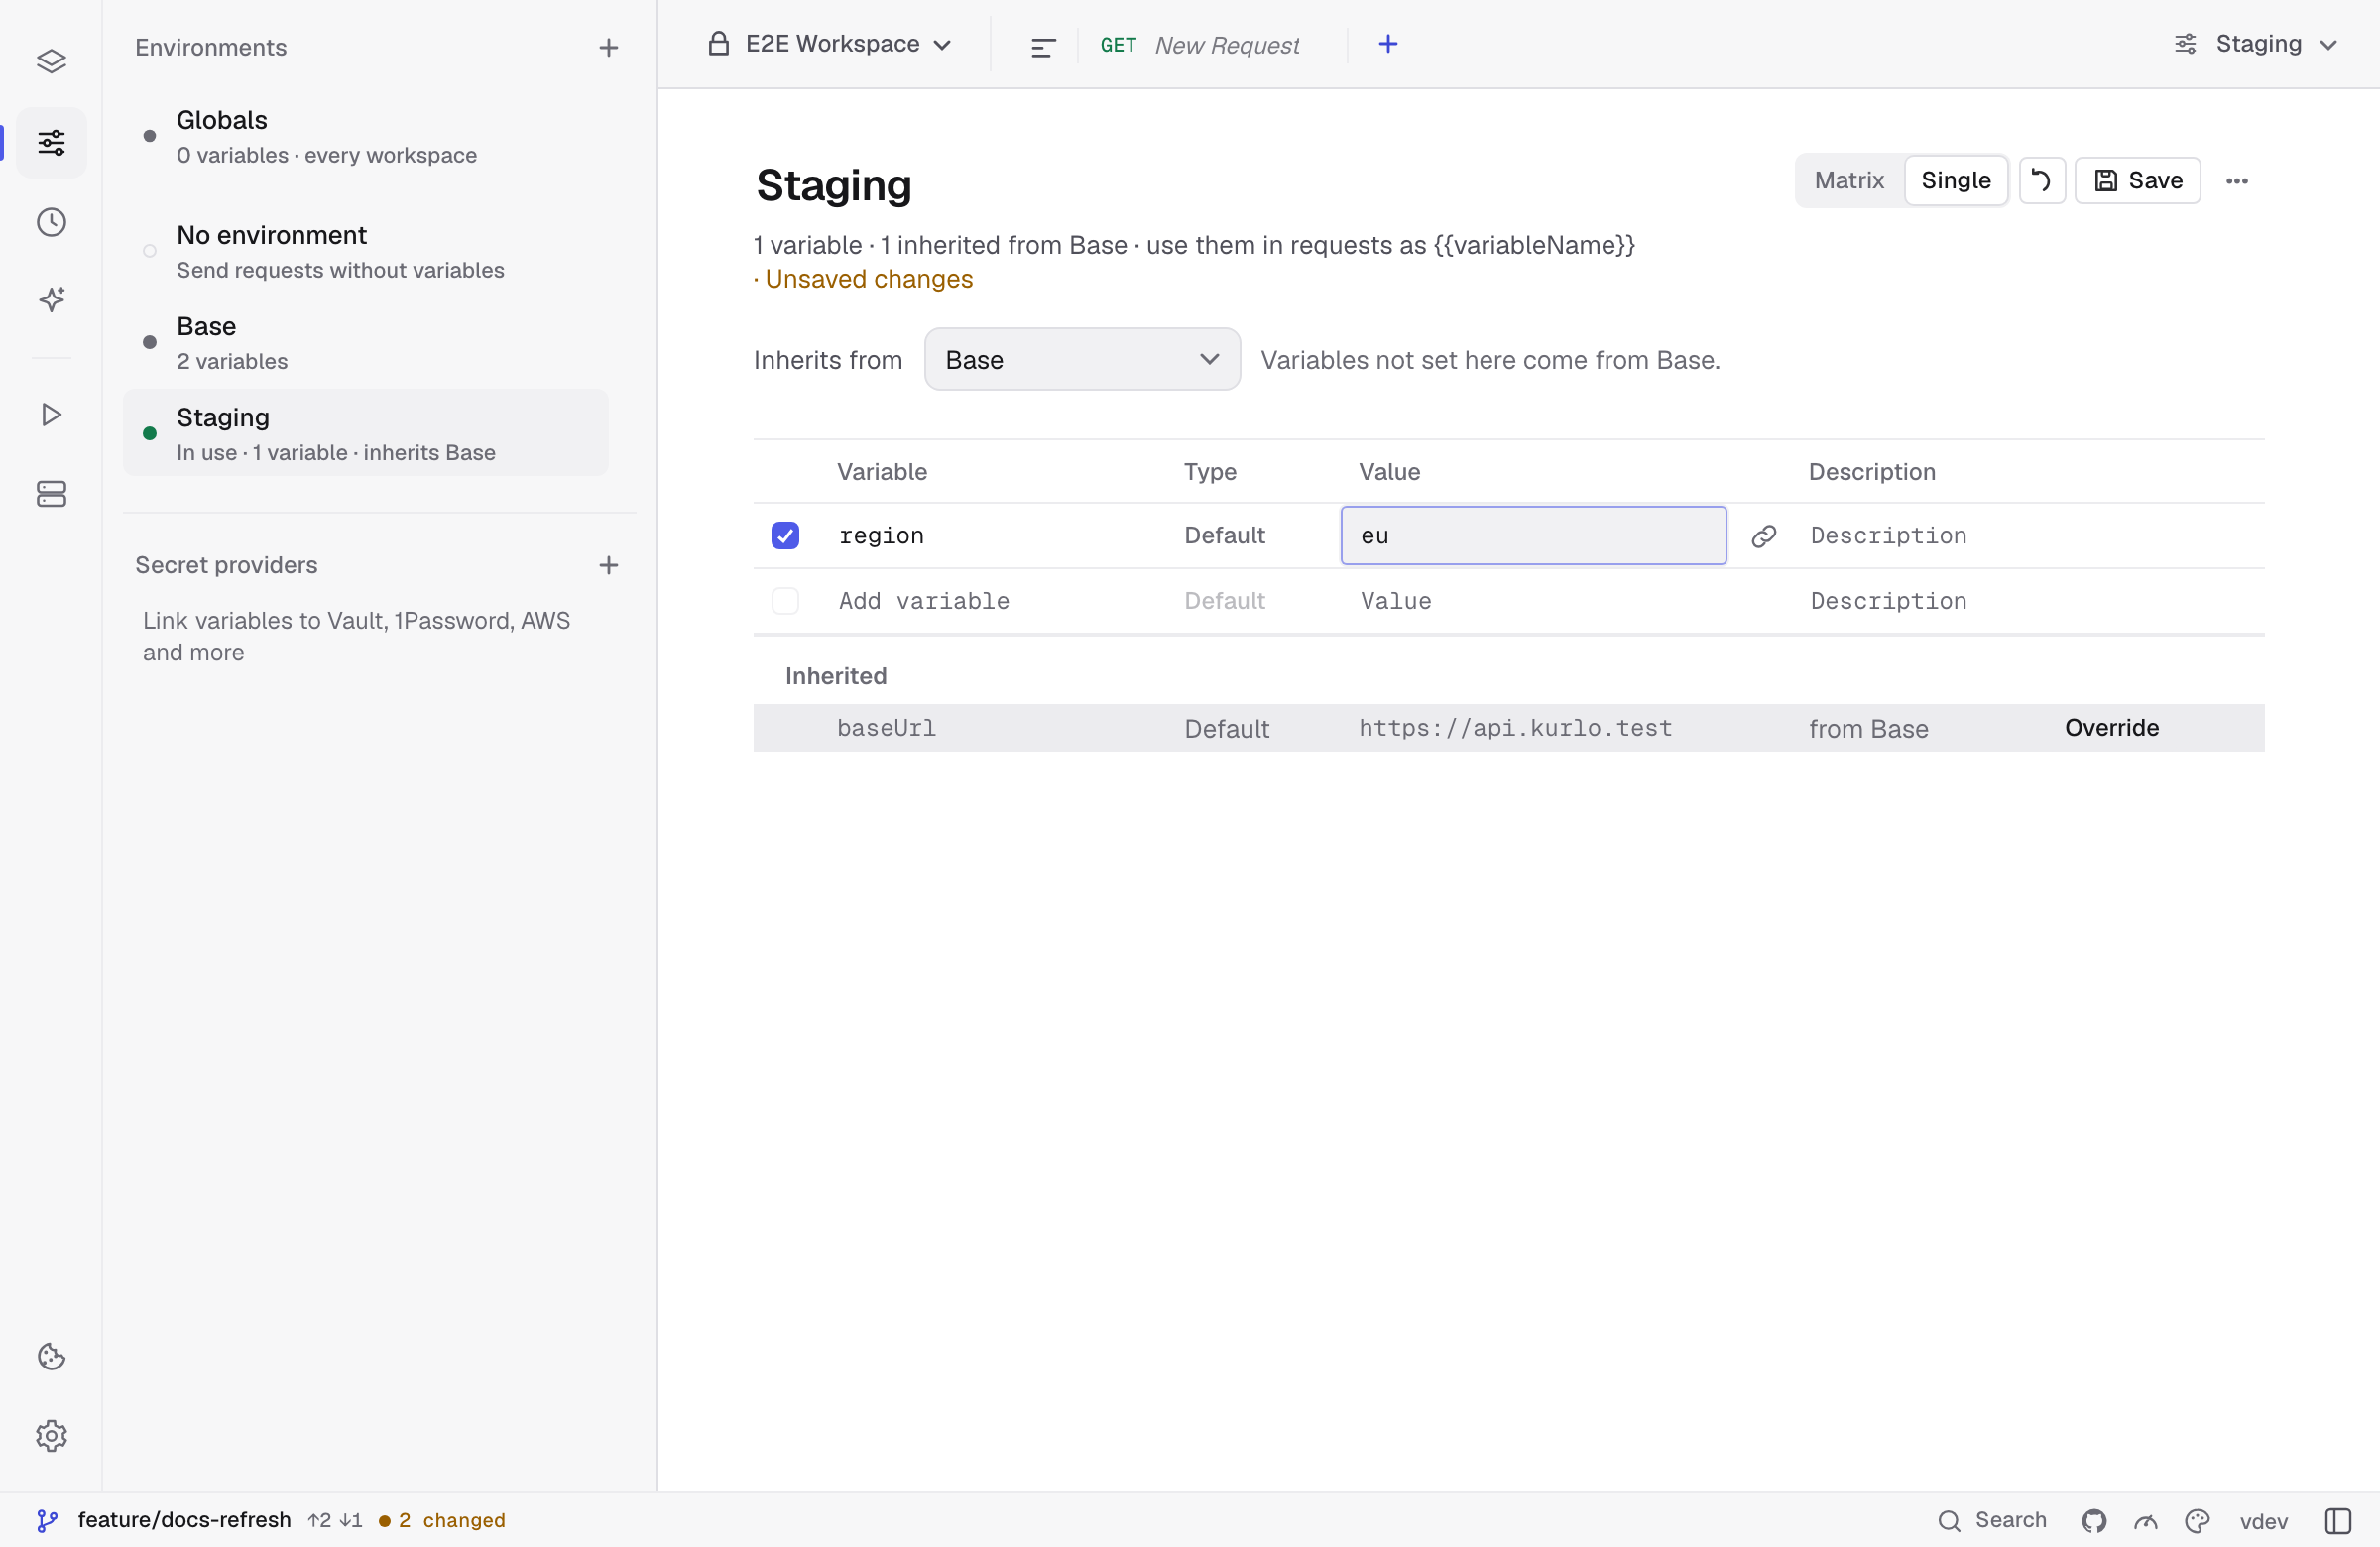 Environments
Globals
0 variables · every workspace
No environment
Send requests without variables
Base
2 variables
Staging
In use · 1 variable · inherits Base
Secret providers
Link variables to Vault, 1Password, AWS
and more
E2E Workspace
GET New Request
Staging
Staging
Matrix Single Save
1 variable · 1 inherited from Base · use them in requests as {{variableName}}
· Unsaved changes
Inherits from Base Variables not set here come from Base.
Variable Type Value Description
region Default eu Description
Add variable Default Value Description
Inherited
baseUrl Default https://api.kurlo.test from Base Override
feature/docs-refresh ↑2 ↓1 2 changed
Search vdev